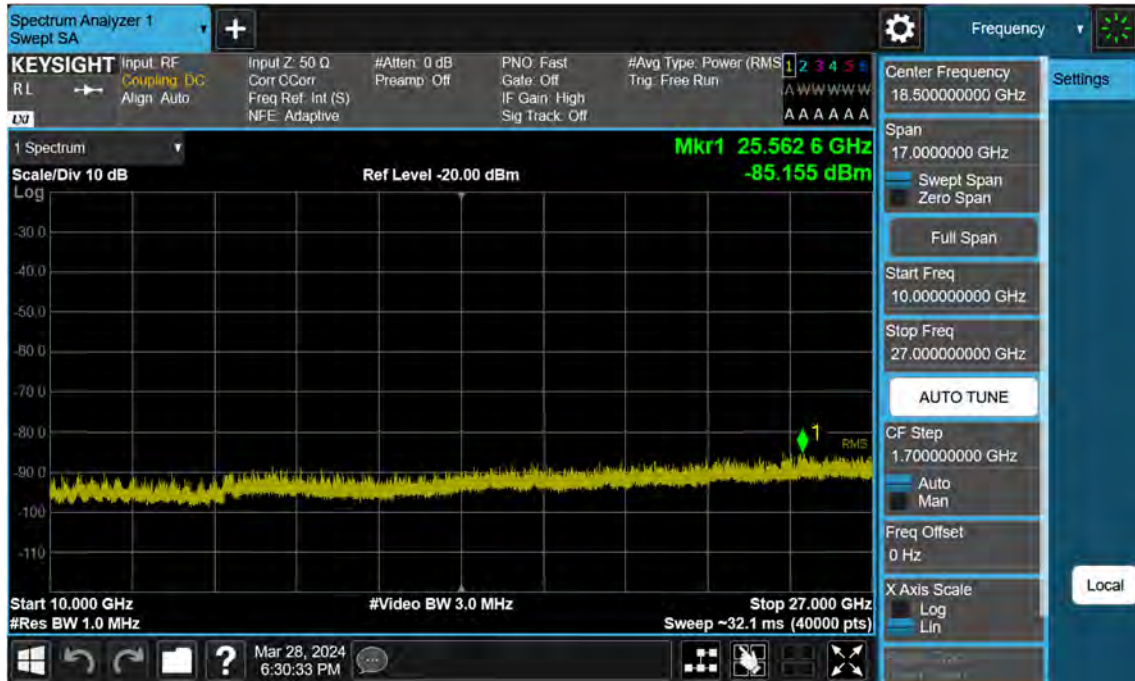 Spectrum Analyzer 1
Swept SA
Frequency
KEYSIGHT
RL
LXI
Input: RF
Coupling: DC
Align: Auto
Input Z: 50 Ω
Corr CCorr
Freq Ref: Int (S)
NFE: Adaptive
#Atten: 0 dB
Preamp: Off
PNO: Fast
Gate: Off
IF Gain: High
Sig Track: Off
#Avg Type: Power (RMS
Trig: Free Run
1 2 3 4 5 6
A W W W W W
A A A A A A
1 Spectrum
Mkr1 25.562 6 GHz
-85.155 dBm
Scale/Div 10 dB
Ref Level -20.00 dBm
Log
-30.0
-40.0
-50.0
-60.0
-70.0
-80.0
-90.0
-100
-110
1
RMS
Start 10.000 GHz
#Video BW 3.0 MHz
Stop 27.000 GHz
#Res BW 1.0 MHz
Sweep ~32.1 ms (40000 pts)
Center Frequency
18.500000000 GHz
Span
17.0000000 GHz
Swept Span
Zero Span
Full Span
Start Freq
10.000000000 GHz
Stop Freq
27.000000000 GHz
AUTO TUNE
CF Step
1.700000000 GHz
Auto
Man
Freq Offset
0 Hz
X Axis Scale
Log
Lin
Settings
Local
?
Mar 28, 2024
6:30:33 PM